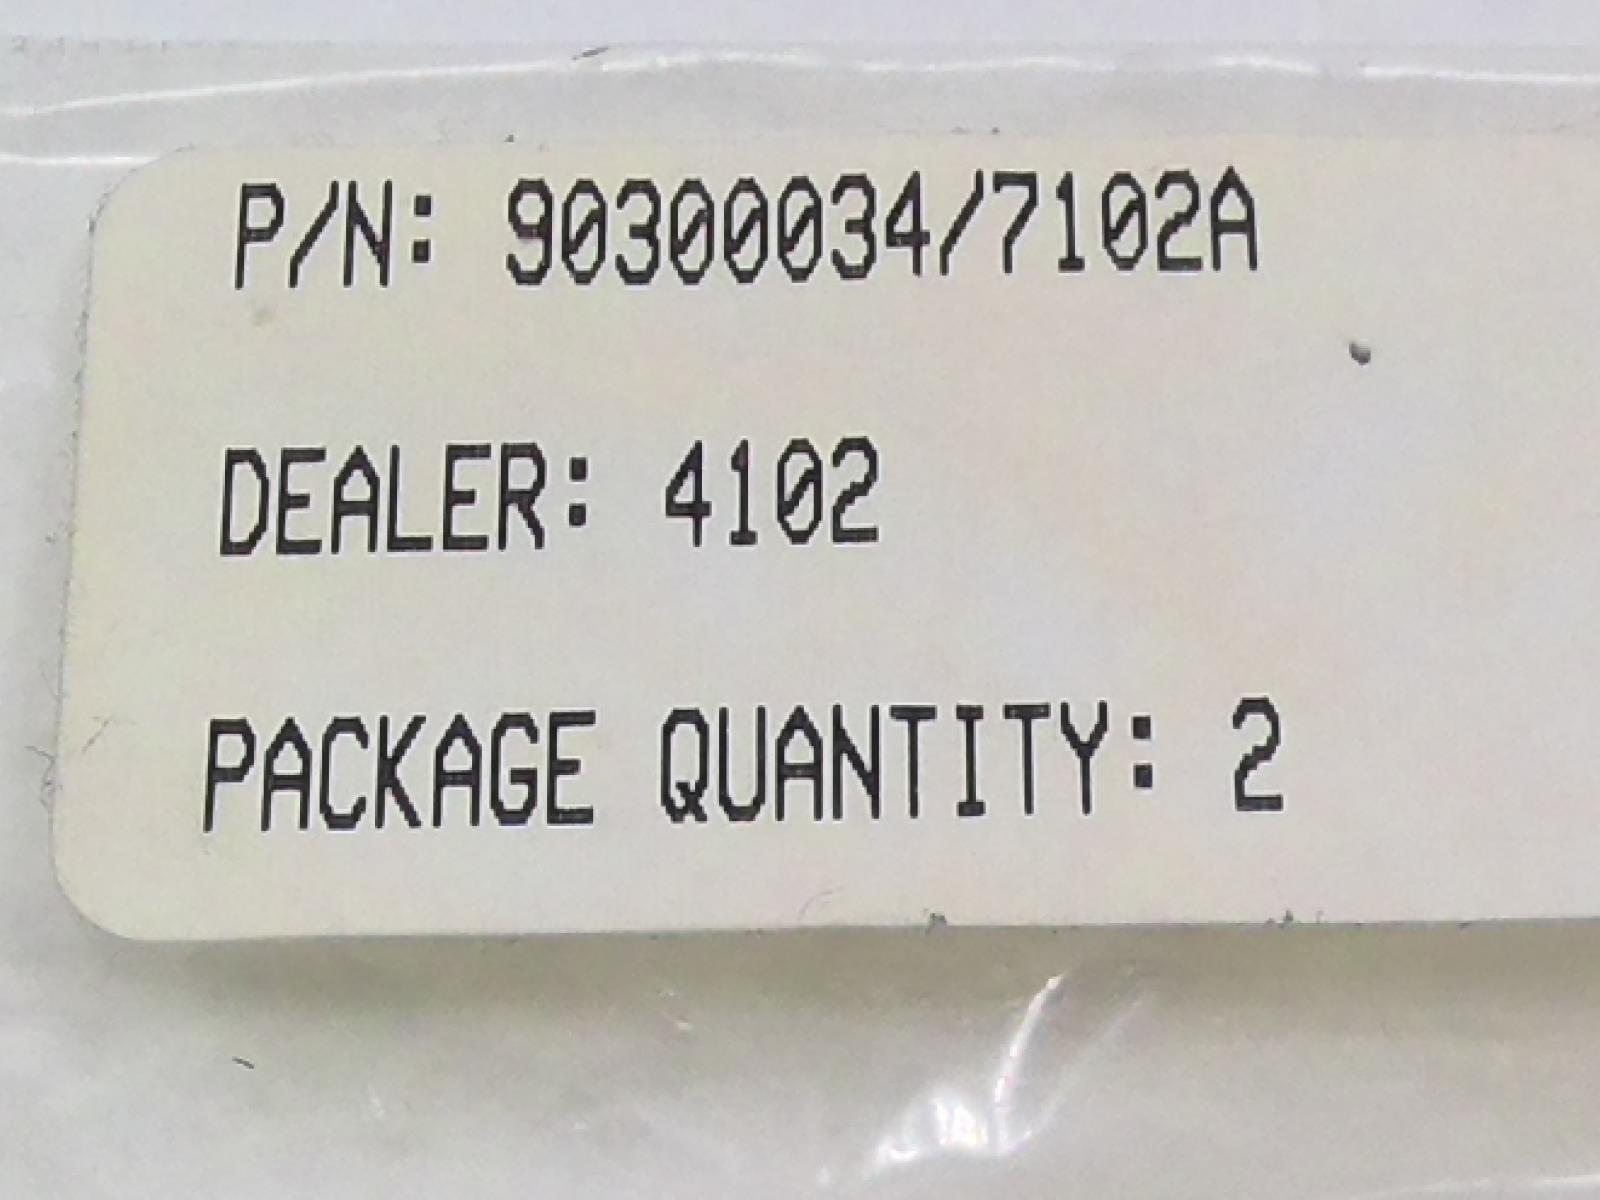 P/N: 90300034/7102A
DEALER: 4102
PACKAGE QUANTITY: 2